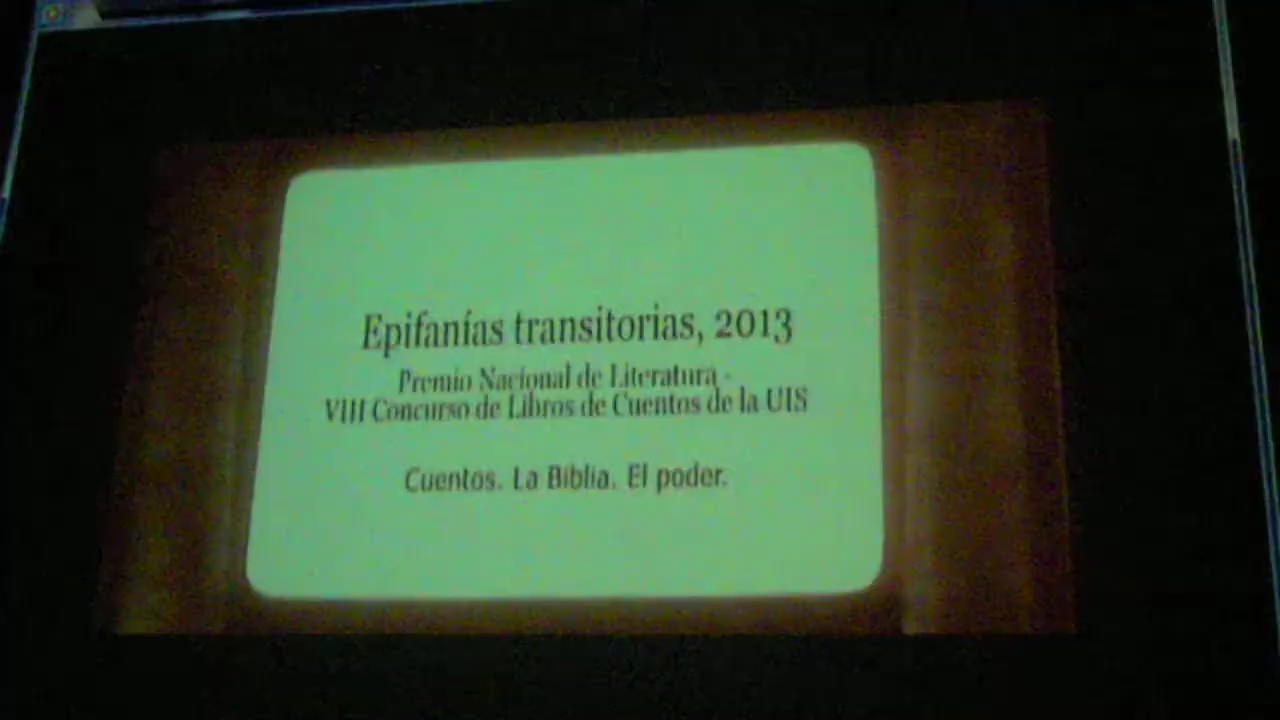 Epifanías transitorias, 2013
Premio Nacional de Literatura -
VIII Concurso de Libros de Cuentos de la UIS
Cuentos. La Biblia. El poder.